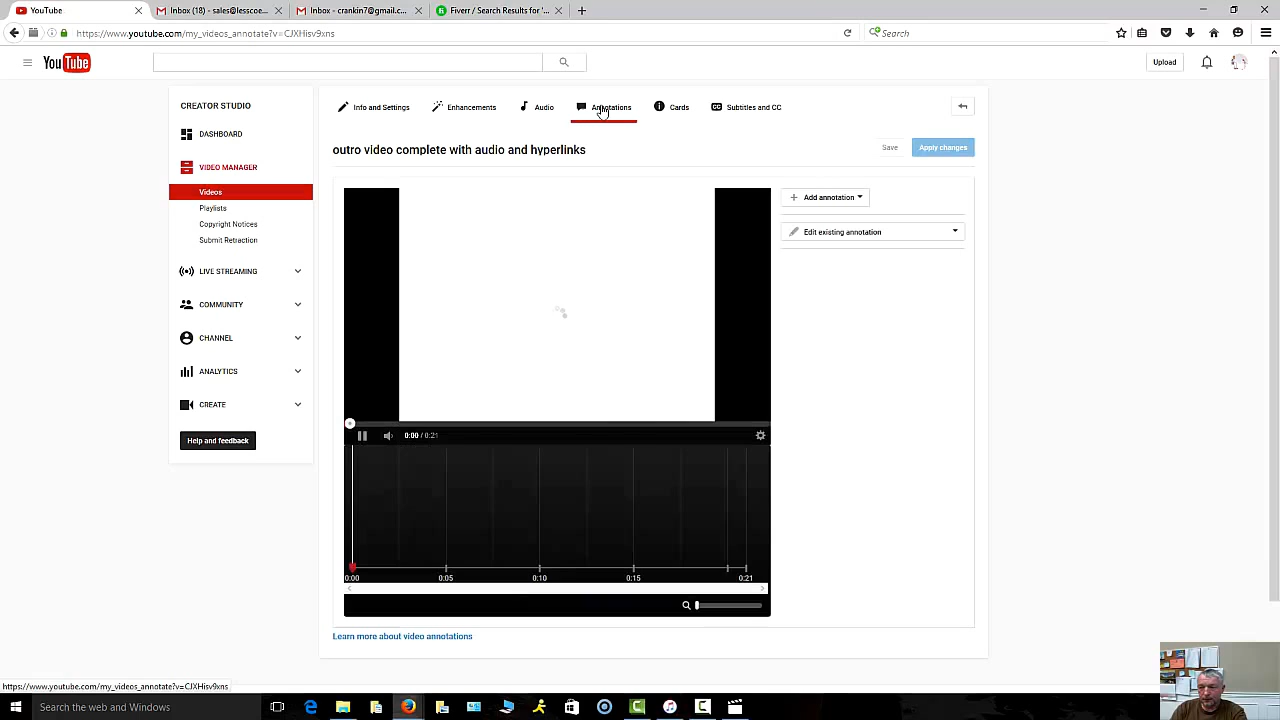 YouTube
Inbox (18) - sales@lesscoe...
Inbox - crankin7@gmail.c...
Fiverr / Search Results for '...
https://www.youtube.com/my_videos_annotate?v=CJXHisv9xns
Search
YouTube
Upload
CREATOR STUDIO
DASHBOARD
VIDEO MANAGER
Videos
Playlists
Copyright Notices
Submit Retraction
LIVE STREAMING
COMMUNITY
CHANNEL
ANALYTICS
CREATE
Help and feedback
Info and Settings
Enhancements
Audio
Annotations
Cards
CC Subtitles and CC
outro video complete with audio and hyperlinks
Save
Apply changes
Add annotation
Edit existing annotation
0:00 / 0:21
0:00 0:05 0:10 0:15 0:21
Learn more about video annotations
https://www.youtube.com/my_videos_annotate?v=CJXHisv9xns
Search the web and Windows